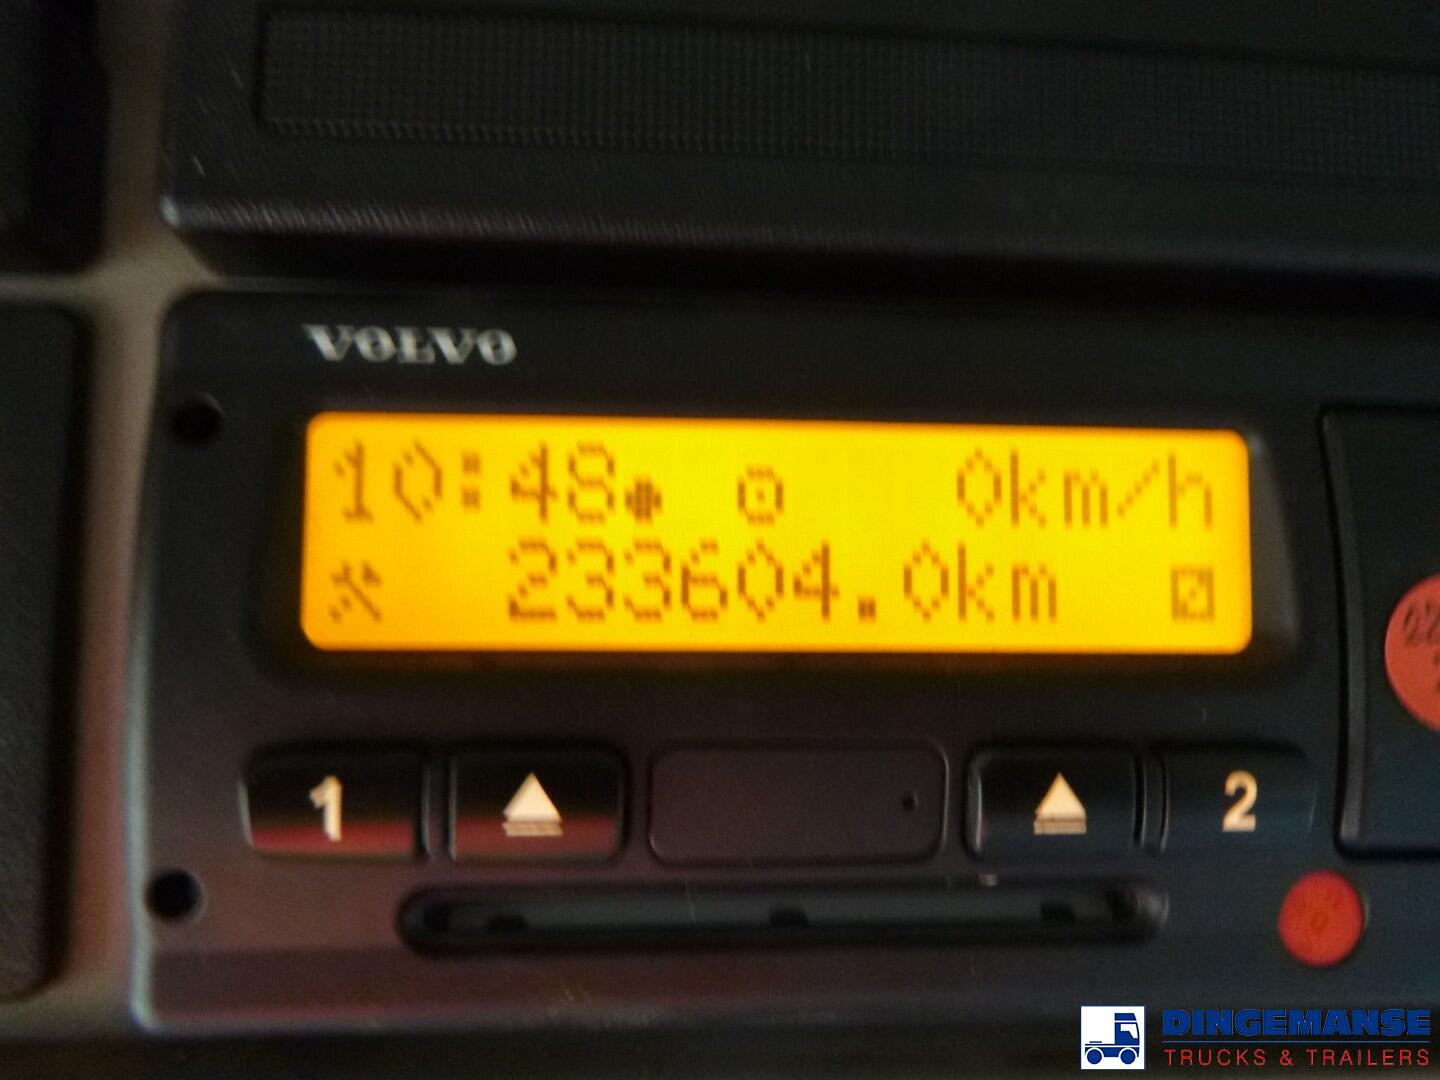 VOLVO
10:48 0km/h
233604.0km
1 2
DINGEMANSE
TRUCKS & TRAILERS